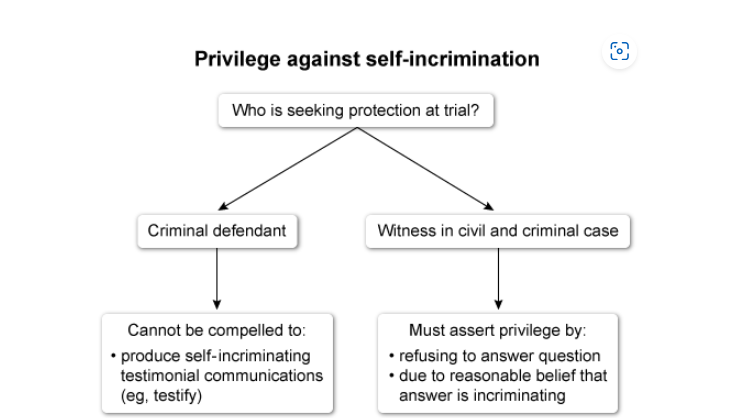 Privilege against self-incrimination
Who is seeking protection at trial?
Criminal defendant
Witness in civil and criminal case
Cannot be compelled to:
• produce self-incriminating
testimonial communications
(eg, testify)
Must assert privilege by:
• refusing to answer question
• due to reasonable belief that
answer is incriminating